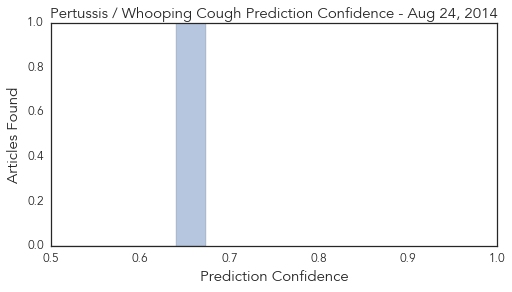 Pertussis / Whooping Cough Prediction Confidence - Aug 24, 2014
1.0
0.8
0.6
0.4
0.2
0.0
Articles Found
0.5 0.6 0.7 0.8 0.9 1.0
Prediction Confidence